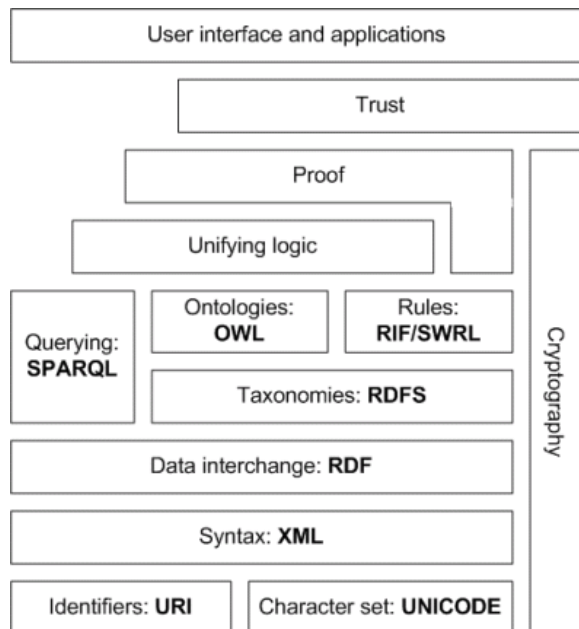 User interface and applications
Trust
Proof
Unifying logic
Ontologies:
OWL
Rules:
RIF/SWRL
Querying:
SPARQL
Taxonomies: RDFS
Data interchange: RDF
Syntax: XML
Identifiers: URI
Character set: UNICODE
Cryptography